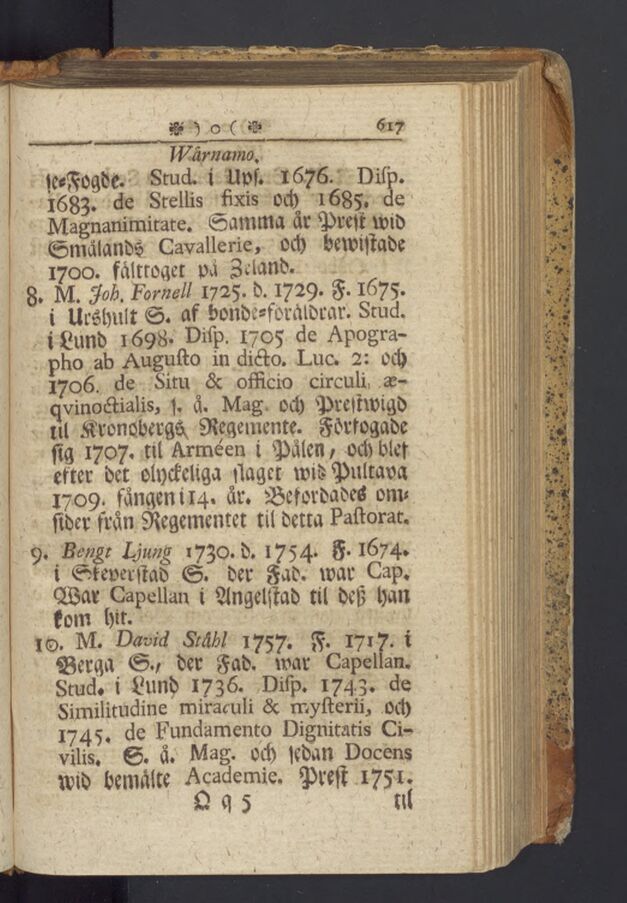 ❉ ) o ( ❉ 617
Wärnamo.
se=Fogde. Stud. i Ups. 1676. Disp.
1683. de Stellis fixis och 1685. de
Magnanimitate. Samma år Prest wid
Smålands Cavallerie, och bewistade
1700. fälttoget på Zeland.
8. M. Joh. Fornell 1725. d. 1729. F. 1675.
i Urshult S. af bonde=föräldrar. Stud.
i Lund 1698. Disp. 1705 de Apogra-
pho ab Augusto in dicto. Luc. 2: och
1706. de Situ & officio circuli æ-
qvinoctialis, s. å. Mag och Prestwigd
til Kronobergs Regemente. Förfogade
sig 1707. til Arméen i Pålen, och blef
efter det olyckeliga slaget wid Pultava
1709. fången i 14. år. Befordades om-
sider från Regementet til detta Pastorat.
9. Bengt Ljung 1730. d. 1754. F. 1674.
i Skeverstad S. der Fad. war Cap.
War Capellan i Angelstad til deß han
kom hit.
10. M. David Ståhl 1757. F. 1717. i
Berga S., der Fad. war Capellan.
Stud. i Lund 1736. Disp. 1743. de
Similitudine miraculi & mysterii, och
1745. de Fundamento Dignitatis Ci-
vilis. S. å. Mag. och sedan Docens
wid bemälte Academie. Prest 1751.
Q q 5 til